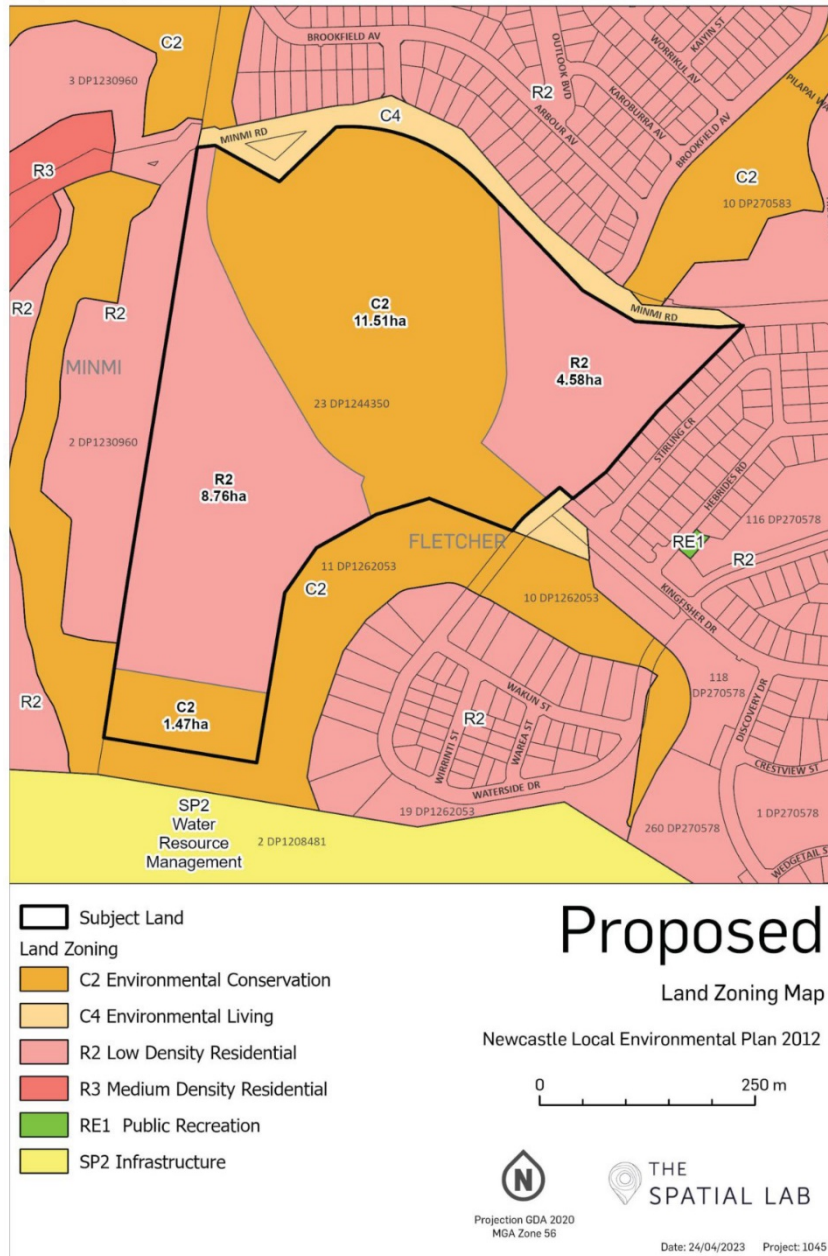 C2
BROOKFIELD AV
OUTLOOK BVD
WORRIKUL AV
KAIYIN ST
3 DP1230960
R2
KAROBURRA AV
PILAPAI
C4
ARBOUR AV
BROOKFIELD AV
MINMI RD
R3
C2
10 DP270583
R2
R2
C2
11.51ha
MINMI RD
MINMI
R2
4.58ha
23 DP1244350
STIRLING CR
2 DP1230960
R2
8.76ha
HEBRIDES RD
116 DP270578
FLETCHER
RE1
R2
11 DP1262053
C2
10 DP1262053
KINGFISHER DR
118
DP270578
R2
C2
1.47ha
WAKUN ST
R2
DISCOVERY DR
WIRRINTI ST
WAREA ST
CRESTVIEW ST
WATERSIDE DR
SP2
Water
Resource
Management
2 DP1208481
19 DP1262053
260 DP270578
1 DP270578
WEDGETAIL S
Subject Land
Land Zoning
C2 Environmental Conservation
C4 Environmental Living
R2 Low Density Residential
R3 Medium Density Residential
RE1 Public Recreation
SP2 Infrastructure
Proposed
Land Zoning Map
Newcastle Local Environmental Plan 2012
0 250 m
N
Projection GDA 2020
MGA Zone 56
THE
SPATIAL LAB
Date: 24/04/2023 Project: 1045